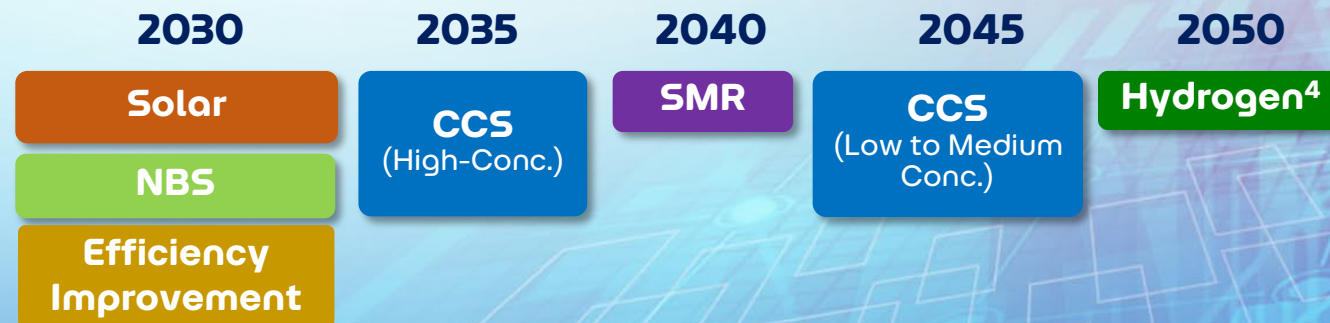 2030 2035 2040 2045 2050
Solar
NBS
Efficiency
Improvement
CCS
(High-Conc.)
SMR
CCS
(Low to Medium
Conc.)
Hydrogen⁴